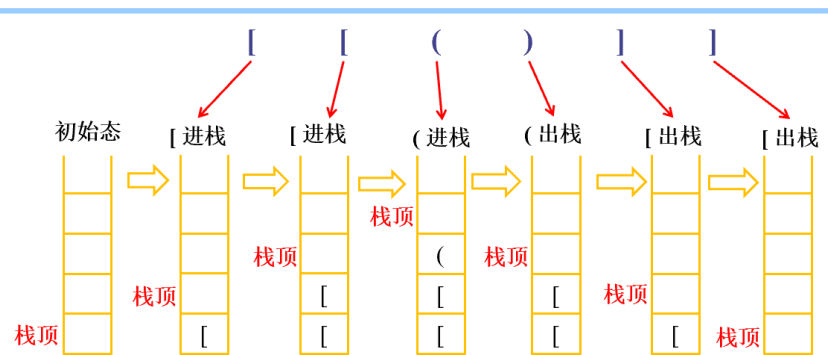 [ [ ( ) ] ]
初始态 [ 进栈 [ 进栈 ( 进栈 ( 出栈 [ 出栈 [ 出栈
栈顶
栈顶 ( 栈顶
栈顶 [ [ [ 栈顶
栈顶 [ [ [ [ [ 栈顶